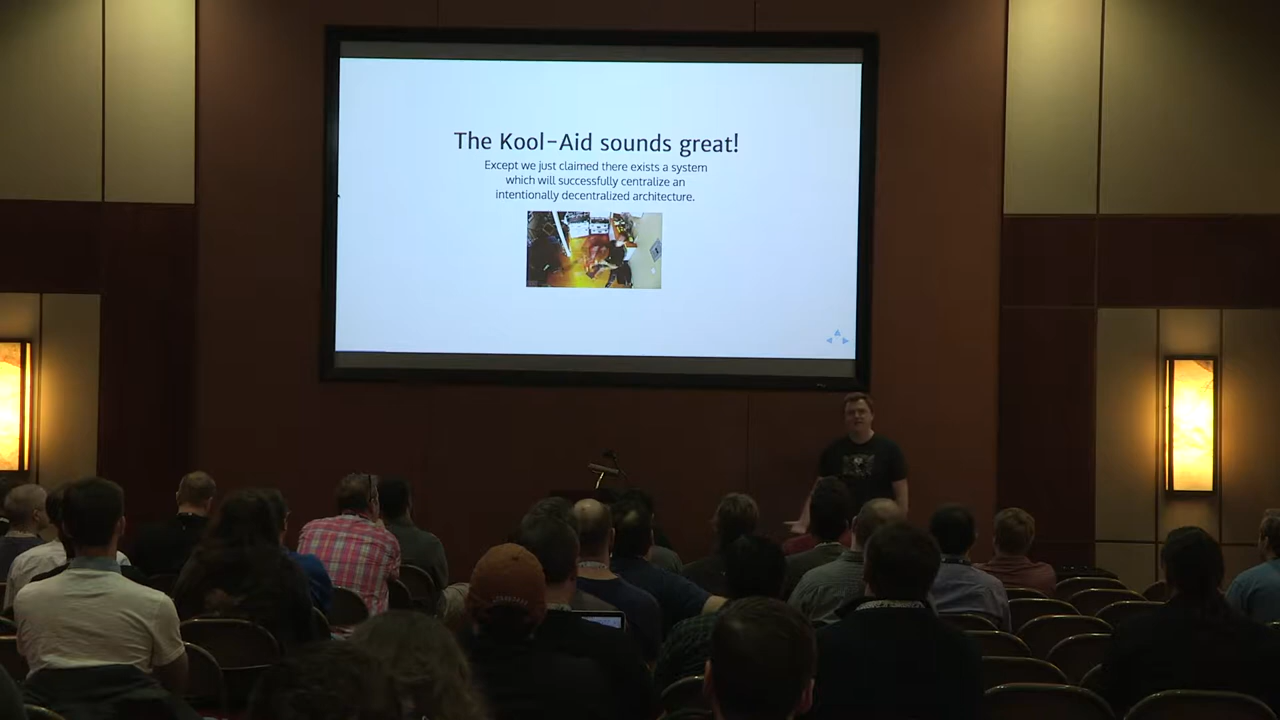 The Kool-Aid sounds great!
Except we just claimed there exists a system
which will successfully centralize an
intentionally decentralized architecture.